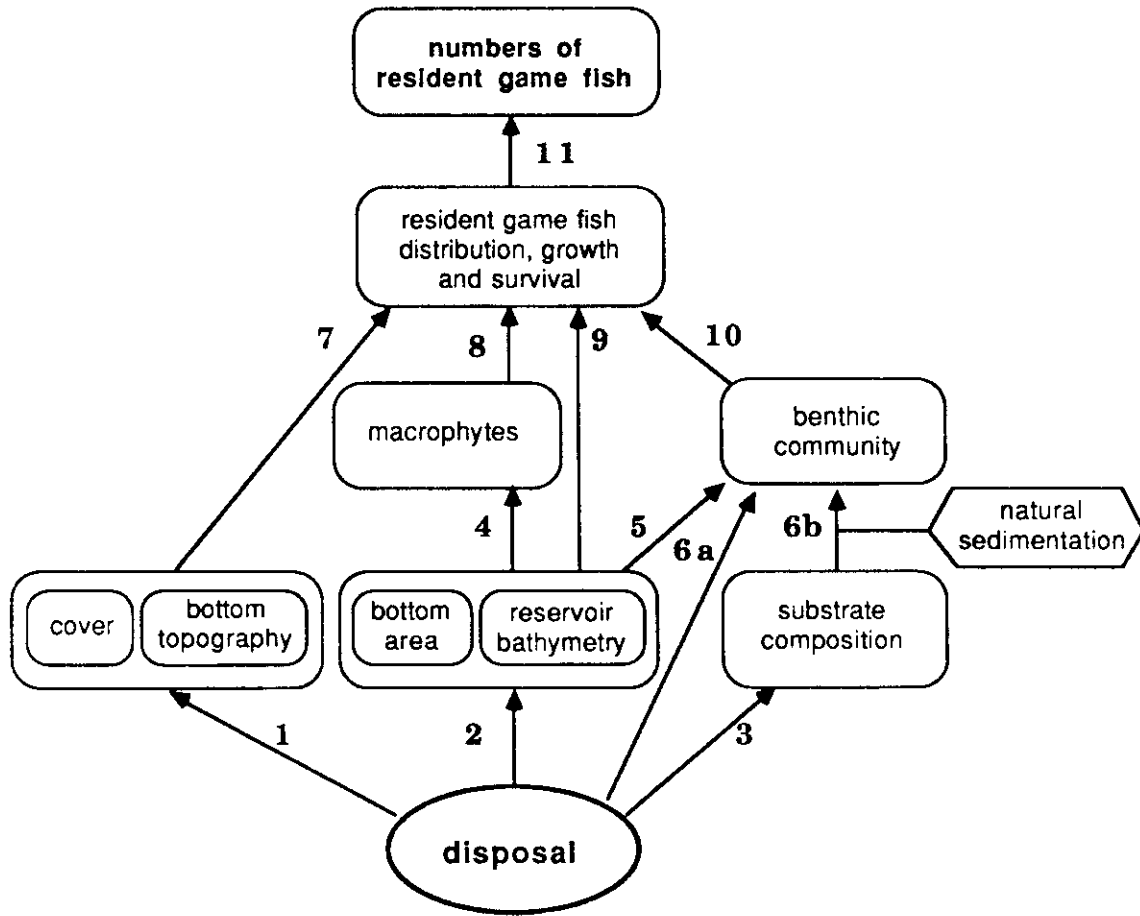 numbers of
resident game fish
11
resident game fish
distribution, growth
and survival
7
8
9
10
macrophytes
benthic
community
4
5
6a
6b
natural
sedimentation
cover
bottom
topography
bottom
area
reservoir
bathymetry
substrate
composition
1
2
3
disposal